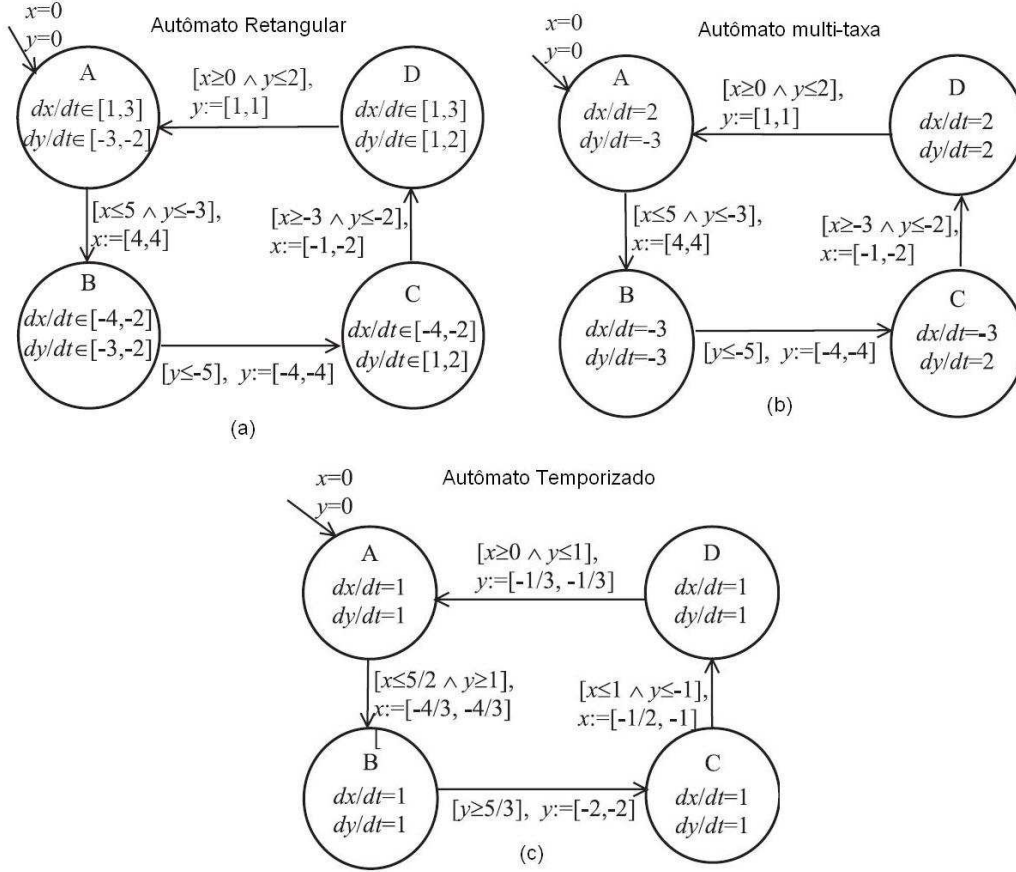 Autômato Retangular
x=0
y=0
A
dx/dt∈[1,3]
dy/dt∈[-3,-2]
[x≥0 ∧ y≤2],
y:=[1,1]
D
dx/dt∈[1,3]
dy/dt∈[1,2]
[x≤5 ∧ y≤-3],
x:=[4,4]
[x≥-3 ∧ y≤-2],
x:=[-1,-2]
B
dx/dt∈[-4,-2]
dy/dt∈[-3,-2]
[y≤-5], y:=[-4,-4]
C
dx/dt∈[-4,-2]
dy/dt∈[1,2]
(a)
Autômato multi-taxa
x=0
y=0
A
dx/dt=2
dy/dt=-3
[x≥0 ∧ y≤2],
y:=[1,1]
D
dx/dt=2
dy/dt=2
[x≤5 ∧ y≤-3],
x:=[4,4]
[x≥-3 ∧ y≤-2],
x:=[-1,-2]
B
dx/dt=-3
dy/dt=-3
[y≤-5], y:=[-4,-4]
C
dx/dt=-3
dy/dt=2
(b)
Autômato Temporizado
x=0
y=0
A
dx/dt=1
dy/dt=1
[x≥0 ∧ y≤1],
y:=[-1/3, -1/3]
D
dx/dt=1
dy/dt=1
[x≤5/2 ∧ y≥1],
x:=[-4/3, -4/3]
[x≤1 ∧ y≤-1],
x:=[-1/2, -1]
[
B
dx/dt=1
dy/dt=1
[y≥5/3], y:=[-2,-2]
C
dx/dt=1
dy/dt=1
(c)